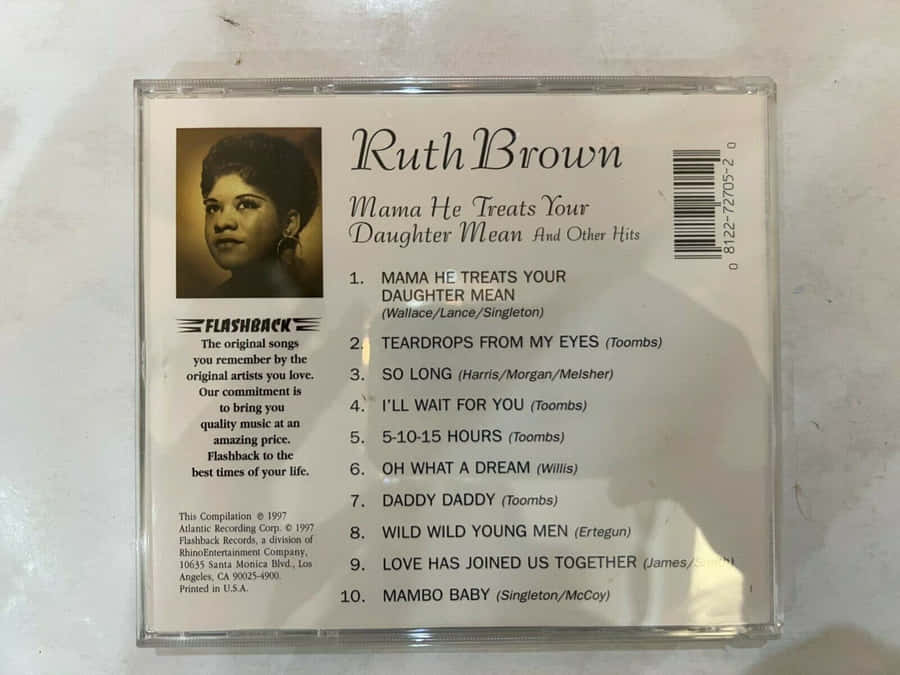 Ruth Brown
Mama He Treats Your
Daughter Mean And Other Hits
1. MAMA HE TREATS YOUR
DAUGHTER MEAN
(Wallace/Lance/Singleton)
2. TEARDROPS FROM MY EYES (Toombs)
3. SO LONG (Harris/Morgan/Melsher)
4. I'LL WAIT FOR YOU (Toombs)
5. 5-10-15 HOURS (Toombs)
6. OH WHAT A DREAM (Willis)
7. DADDY DADDY (Toombs)
8. WILD WILD YOUNG MEN (Ertegun)
9. LOVE HAS JOINED US TOGETHER (James/Smith)
10. MAMBO BABY (Singleton/McCoy)
FLASHBACK
The original songs
you remember by the
original artists you love.
Our commitment is
to bring you
quality music at an
amazing price.
Flashback to the
best times of your life.
This Compilation ℗ 1997
Atlantic Recording Corp. © 1997
Flashback Records, a division of
RhinoEntertainment Company,
10635 Santa Monica Blvd., Los
Angeles, CA 90025-4900.
Printed in U.S.A.
0 8122-72705-2 0